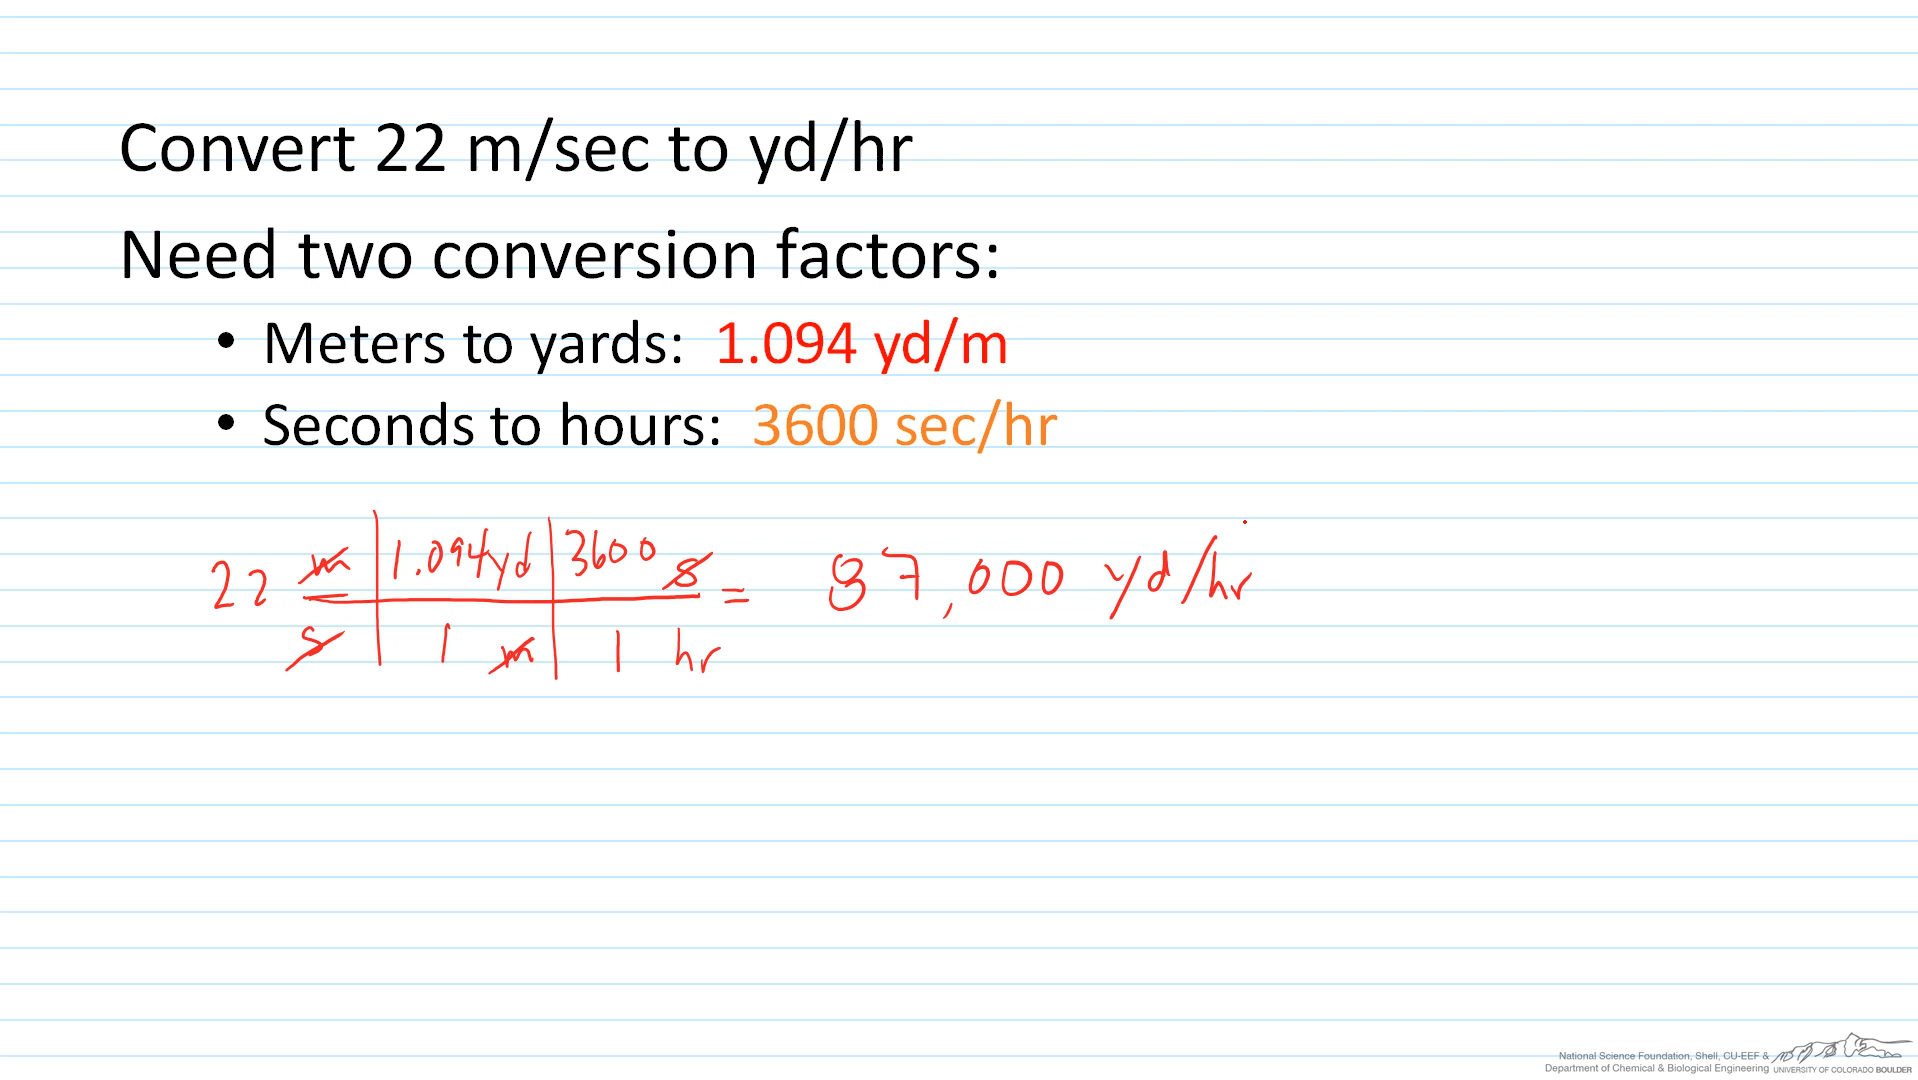 Convert 22 m/sec to yd/hr
Need two conversion factors:
• Meters to yards: 1.094 yd/m
• Seconds to hours: 3600 sec/hr
22 m | 1.094 yd | 3600 s = 87,000 yd/hr
s | 1 m | 1 hr
National Science Foundation, Shell, CU-EEF &
Department of Chemical & Biological Engineering UNIVERSITY OF COLORADO BOULDER